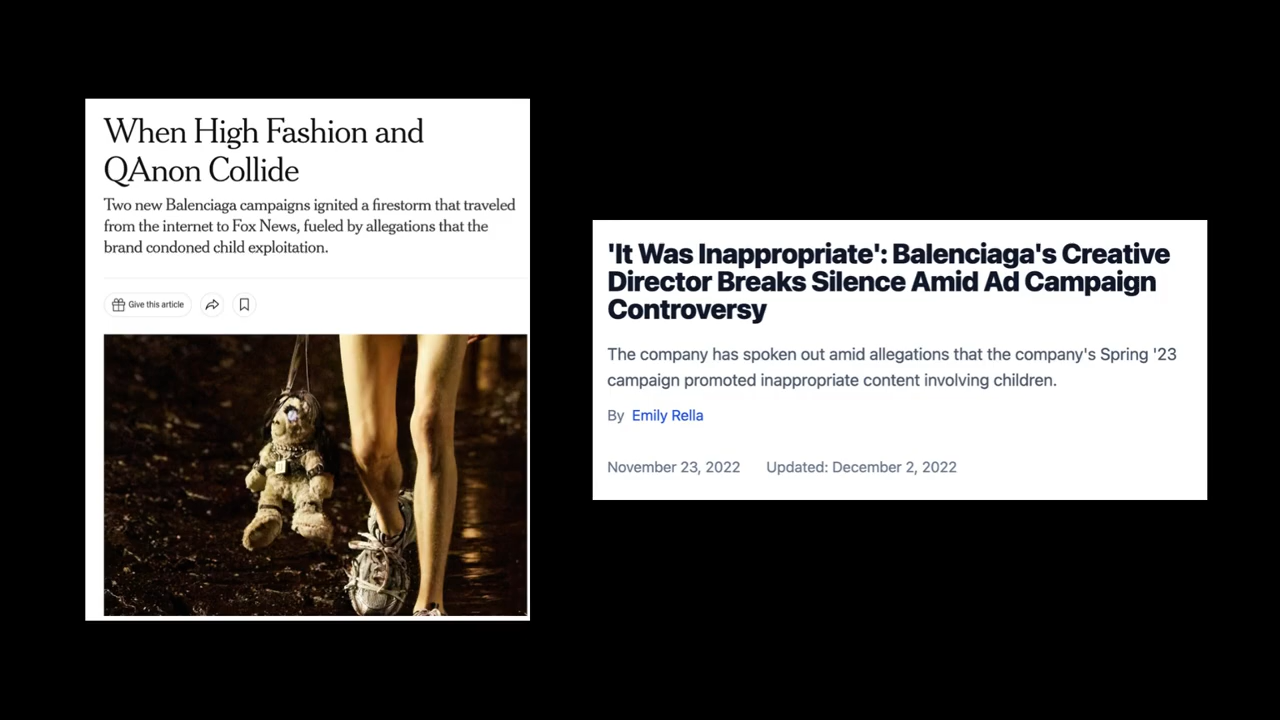 When High Fashion and
QAnon Collide
Two new Balenciaga campaigns ignited a firestorm that traveled
from the internet to Fox News, fueled by allegations that the
brand condoned child exploitation.
Give this article
'It Was Inappropriate': Balenciaga's Creative
Director Breaks Silence Amid Ad Campaign
Controversy
The company has spoken out amid allegations that the company's Spring '23
campaign promoted inappropriate content involving children.
By Emily Rella
November 23, 2022 Updated: December 2, 2022